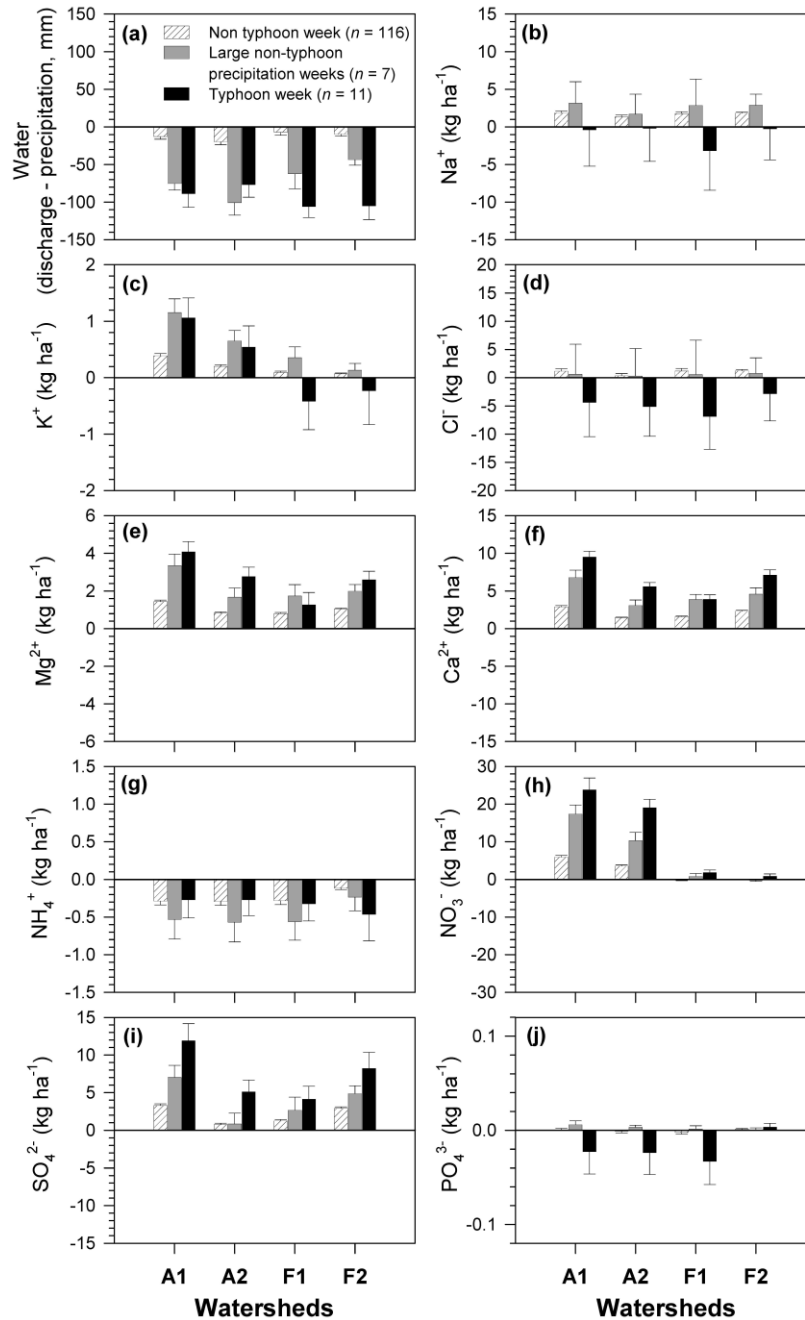 (a)
Non typhoon week (n = 116)
Large non-typhoon
precipitation weeks (n = 7)
Typhoon week (n = 11)
Water
(discharge - precipitation, mm)
150
100
50
0
-50
-100
-150
(b)
Na⁺ (kg ha⁻¹)
15
10
5
0
-5
-10
-15
(c)
K⁺ (kg ha⁻¹)
2
1
0
-1
-2
(d)
Cl⁻ (kg ha⁻¹)
20
15
10
5
0
-5
-10
-15
-20
(e)
Mg²⁺ (kg ha⁻¹)
6
4
2
0
-2
-4
-6
(f)
Ca²⁺ (kg ha⁻¹)
15
10
5
0
-5
-10
-15
(g)
NH₄⁺ (kg ha⁻¹)
1.5
1.0
0.5
0.0
-0.5
-1.0
-1.5
(h)
NO₃⁻ (kg ha⁻¹)
30
20
10
0
-10
-20
-30
(i)
SO₄²⁻ (kg ha⁻¹)
15
10
5
0
-5
-10
-15
A1 A2 F1 F2
Watersheds
(j)
PO₄³⁻ (kg ha⁻¹)
0.1
0.0
-0.1
A1 A2 F1 F2
Watersheds